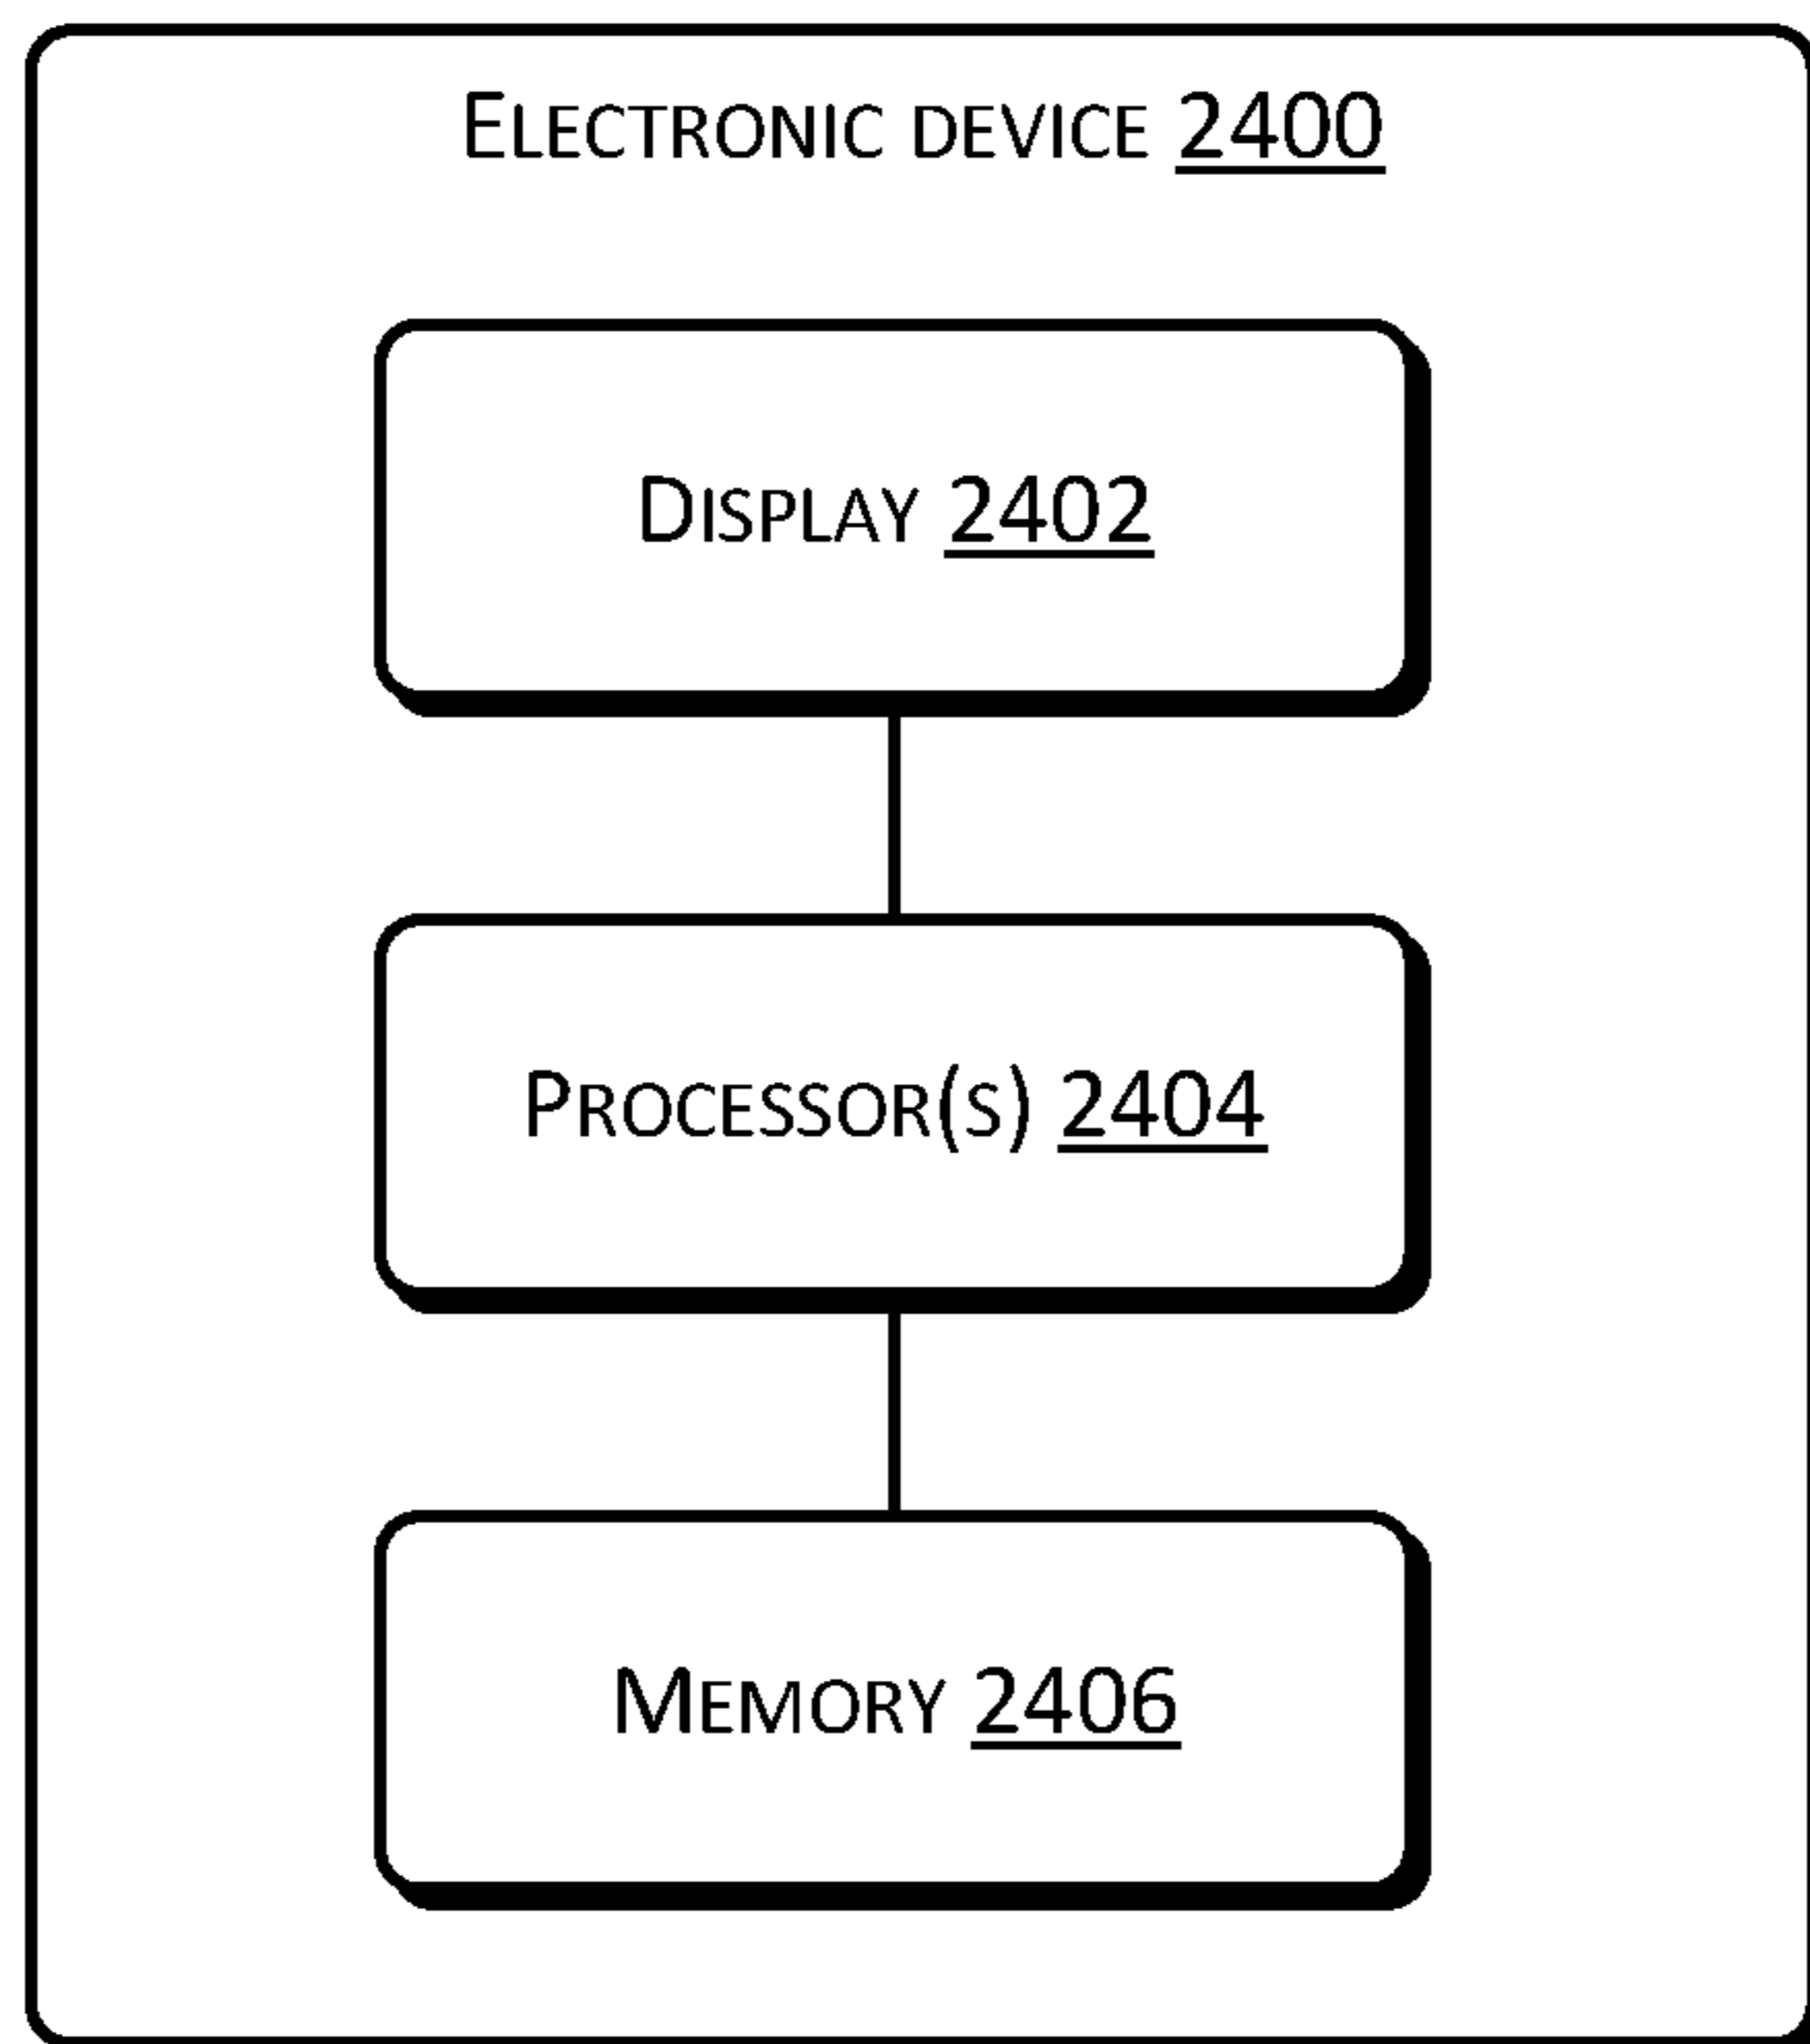 ELECTRONIC DEVICE 2400
DISPLAY 2402
PROCESSOR(S) 2404
MEMORY 2406